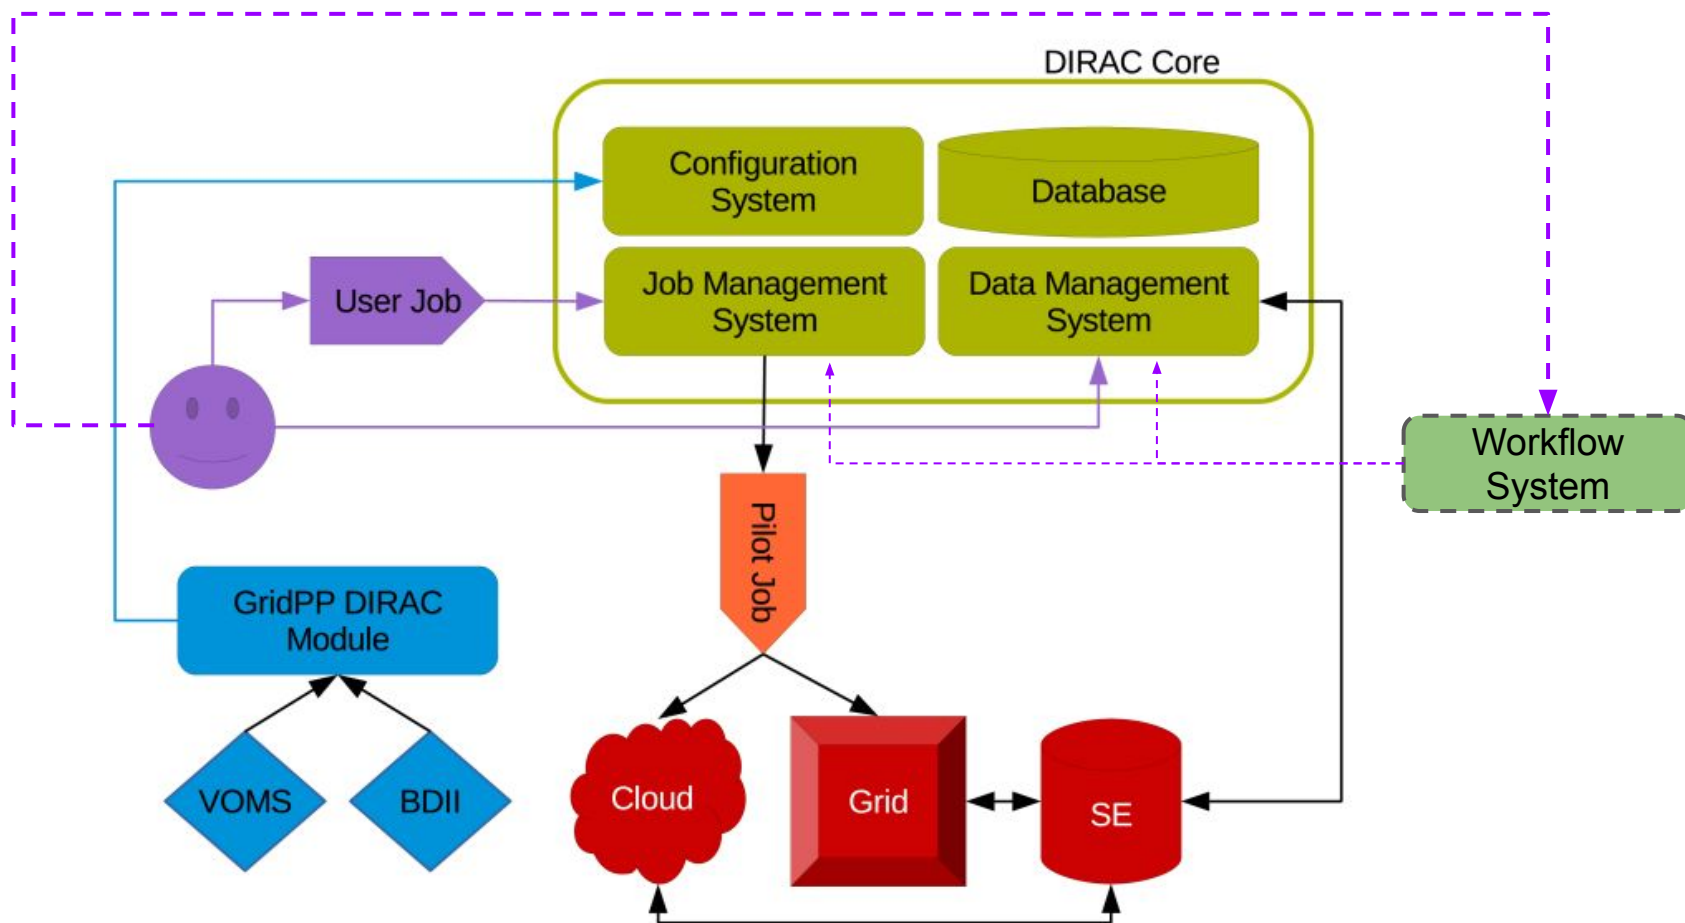 DIRAC Core
Configuration
System
Database
User Job
Job Management
System
Data Management
System
Workflow
System
Pilot Job
GridPP DIRAC
Module
VOMS
BDII
Cloud
Grid
SE